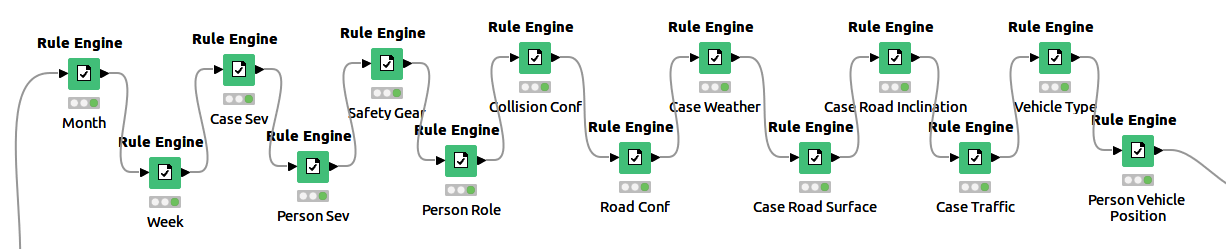 Rule Engine
Month
Rule Engine
Week
Rule Engine
Case Sev
Rule Engine
Person Sev
Rule Engine
Safety Gear
Rule Engine
Person Role
Rule Engine
Collision Conf
Rule Engine
Road Conf
Rule Engine
Case Weather
Rule Engine
Case Road Surface
Rule Engine
Case Road Inclination
Rule Engine
Case Traffic
Rule Engine
Vehicle Type
Rule Engine
Person Vehicle
Position